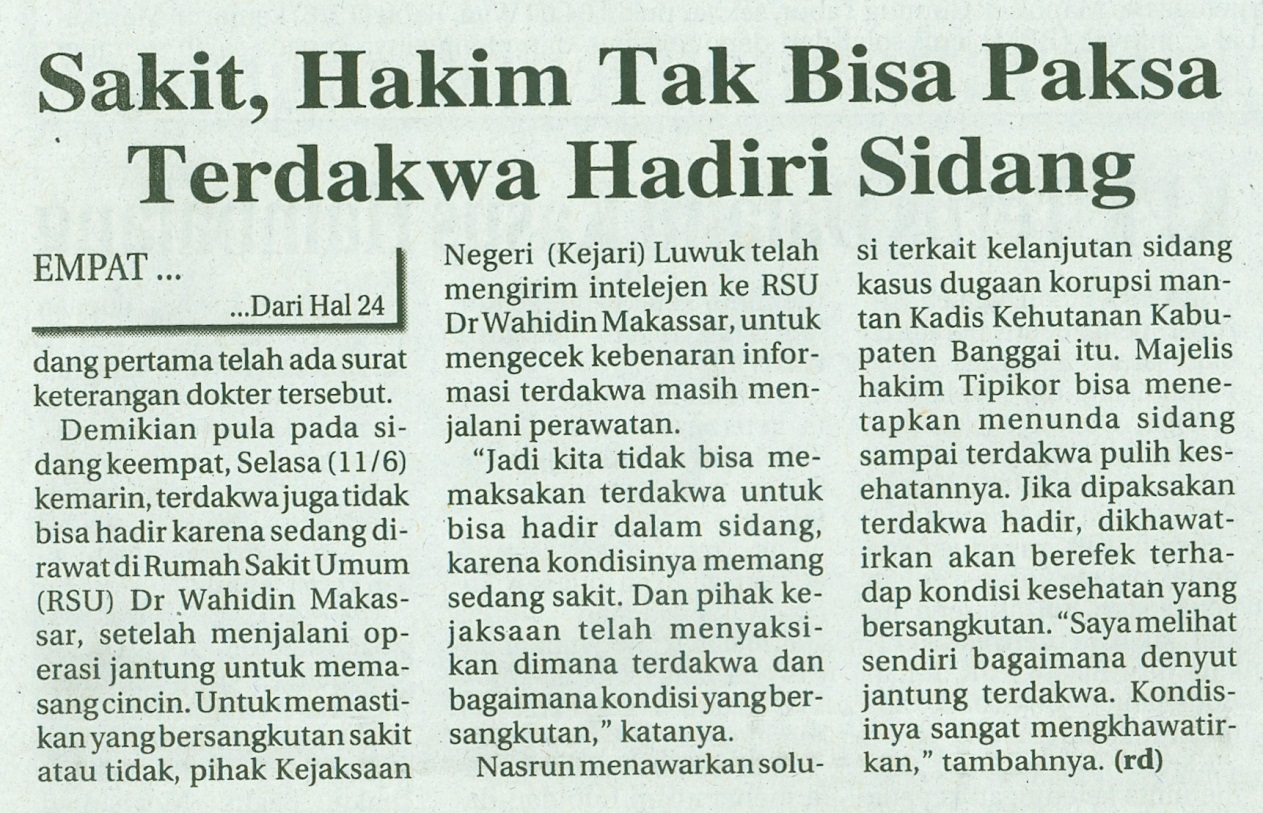 Sakit, Hakim Tak Bisa Paksa
Terdakwa Hadiri Sidang
EMPAT ...
...Dari Hal 24
dang pertama telah ada surat
keterangan dokter tersebut.
Demikian pula pada si-
dang keempat, Selasa (11/6)
kemarin, terdakwa juga tidak
bisa hadir karena sedang di-
rawat di Rumah Sakit Umum
(RSU) Dr Wahidin Makas-
sar, setelah menjalani op-
erasi jantung untuk mema-
sang cincin. Untuk memasti-
kan yang bersangkutan sakit
atau tidak, pihak Kejaksaan
Negeri (Kejari) Luwuk telah
mengirim intelejen ke RSU
Dr Wahidin Makassar, untuk
mengecek kebenaran infor-
masi terdakwa masih men-
jalani perawatan.
“Jadi kita tidak bisa me-
maksakan terdakwa untuk
bisa hadir dalam sidang,
karena kondisinya memang
sedang sakit. Dan pihak ke-
jaksaan telah menyaksi-
kan dimana terdakwa dan
bagaimana kondisi yang ber-
sangkutan,” katanya.
Nasrun menawarkan solu-
si terkait kelanjutan sidang
kasus dugaan korupsi man-
tan Kadis Kehutanan Kabu-
paten Banggai itu. Majelis
hakim Tipikor bisa mene-
tapkan menunda sidang
sampai terdakwa pulih kes-
ehatannya. Jika dipaksakan
terdakwa hadir, dikhawat-
irkan akan berefek terha-
dap kondisi kesehatan yang
bersangkutan. “Saya melihat
sendiri bagaimana denyut
jantung terdakwa. Kondis-
inya sangat mengkhawatir-
kan,” tambahnya. (rd)